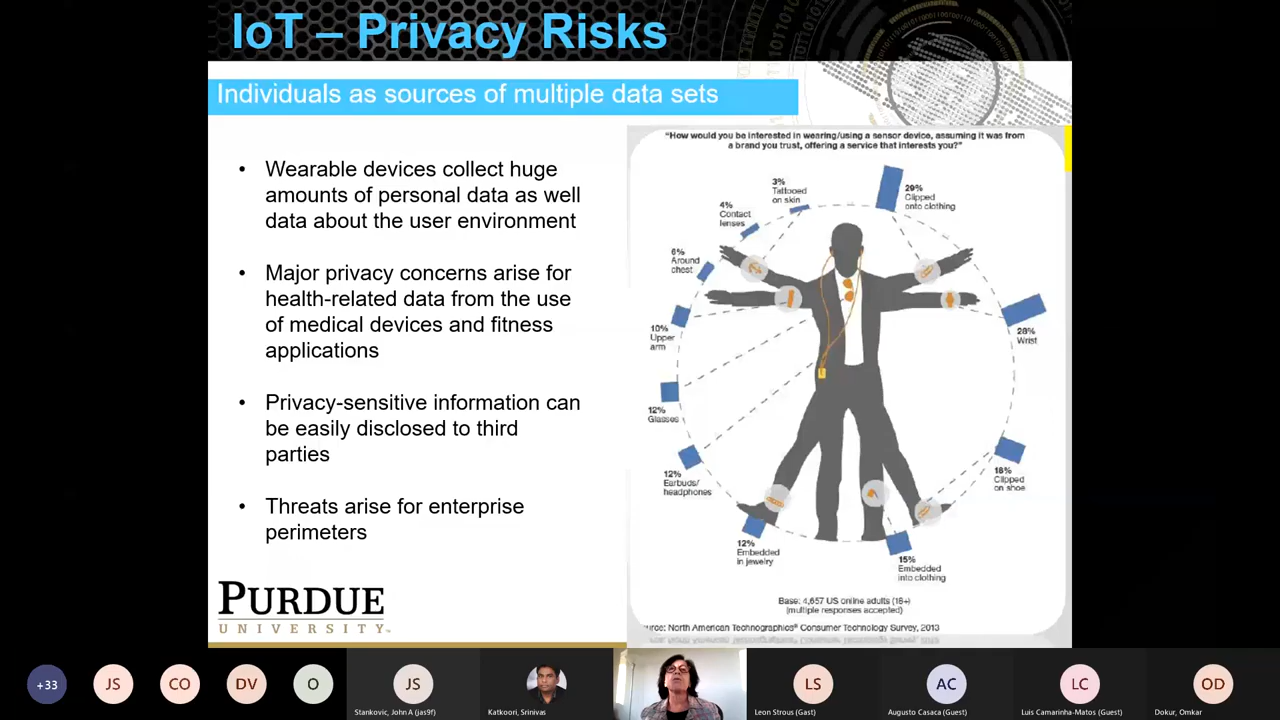 IoT – Privacy Risks
Individuals as sources of multiple data sets
• Wearable devices collect huge
amounts of personal data as well
data about the user environment
• Major privacy concerns arise for
health-related data from the use
of medical devices and fitness
applications
• Privacy-sensitive information can
be easily disclosed to third
parties
• Threats arise for enterprise
perimeters
PURDUE
UNIVERSITY
"How would you be interested in wearing/using a sensor device, assuming it was from
a brand you trust, offering a service that interests you?"
3%
Tattooed
on skin
29%
Clipped
onto clothing
4%
Contact
lenses
6%
Around
chest
10%
Upper
arm
28%
Wrist
12%
Glasses
12%
Earbuds/
headphones
18%
Clipped
on shoe
12%
Embedded
in jewelry
15%
Embedded
into clothing
Base: 4,657 US online adults (18+)
(multiple responses accepted)
urce: North American Technographics® Consumer Technology Survey, 2013
+33
JS
CO
DV
O
JS
Stankovic, John A (jas9f)
Katkoori, Srinivas
LS
Leon Strous (Gast)
AC
Augusto Casaca (Guest)
LC
Luis Camarinha-Matos (Guest)
OD
Dokur, Omkar